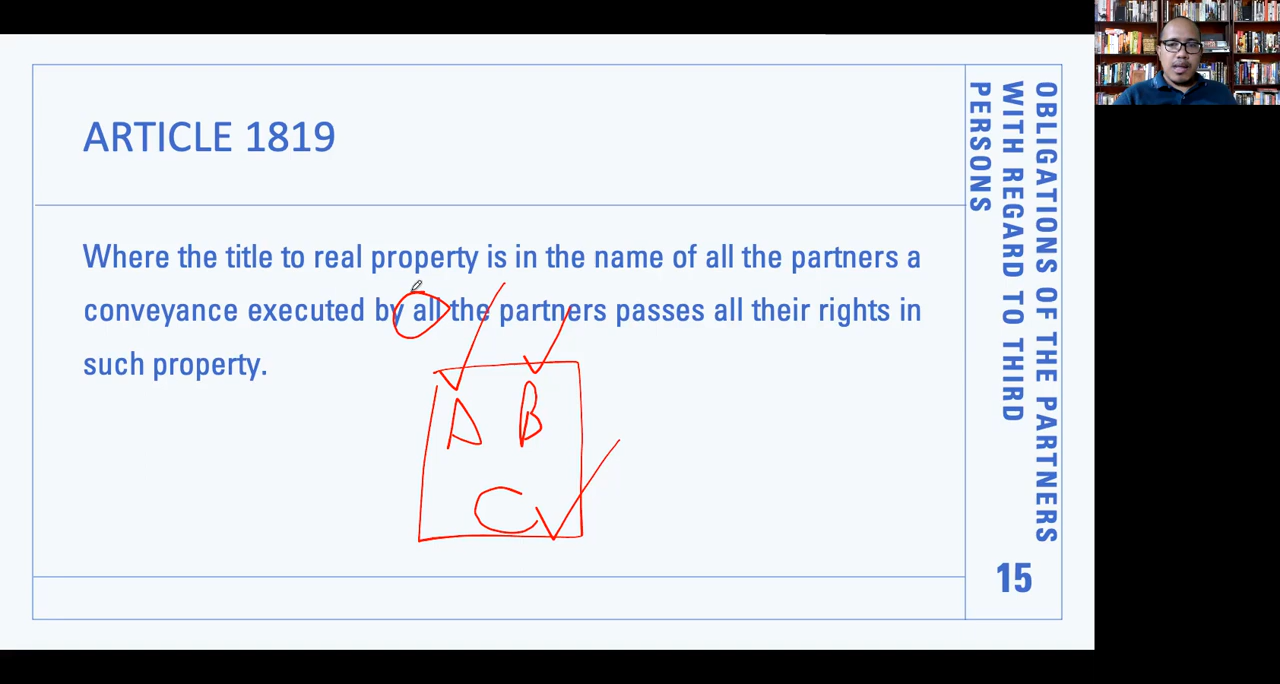 ARTICLE 1819
Where the title to real property is in the name of all the partners a
conveyance executed by all the partners passes all their rights in
such property.
A B
C
OBLIGATIONS OF THE PARTNERS
WITH REGARD TO THIRD
PERSONS
15